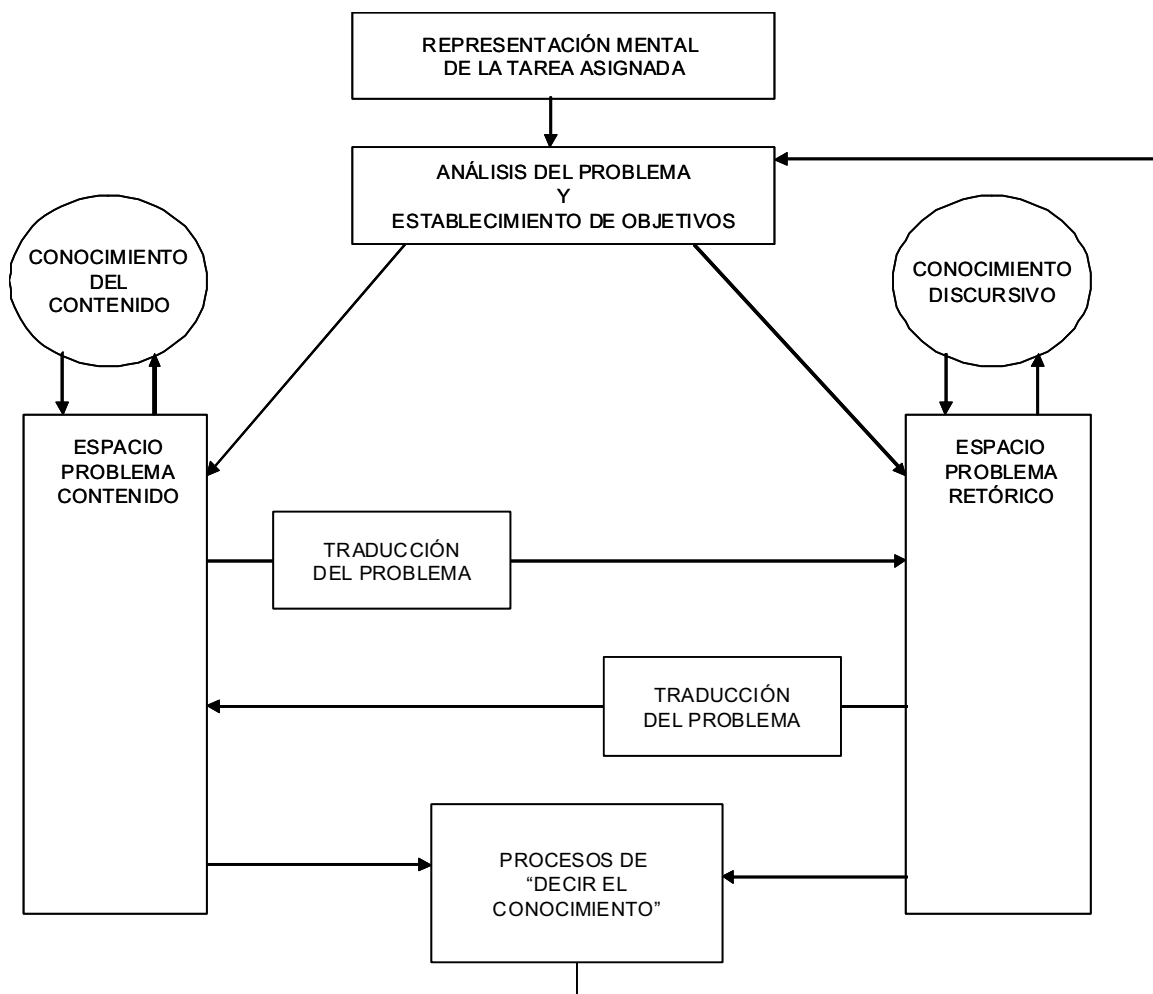 REPRESENTACIÓN MENTAL
DE LA TAREA ASIGNADA
ANÁLISIS DEL PROBLEMA
Y
ESTABLECIMIENTO DE OBJETIVOS
CONOCIMIENTO
DEL
CONTENIDO
CONOCIMIENTO
DISCURSIVO
ESPACIO
PROBLEMA
CONTENIDO
ESPACIO
PROBLEMA
RETÓRICO
TRADUCCIÓN
DEL PROBLEMA
TRADUCCIÓN
DEL PROBLEMA
PROCESOS DE
“DECIR EL
CONOCIMIENTO”